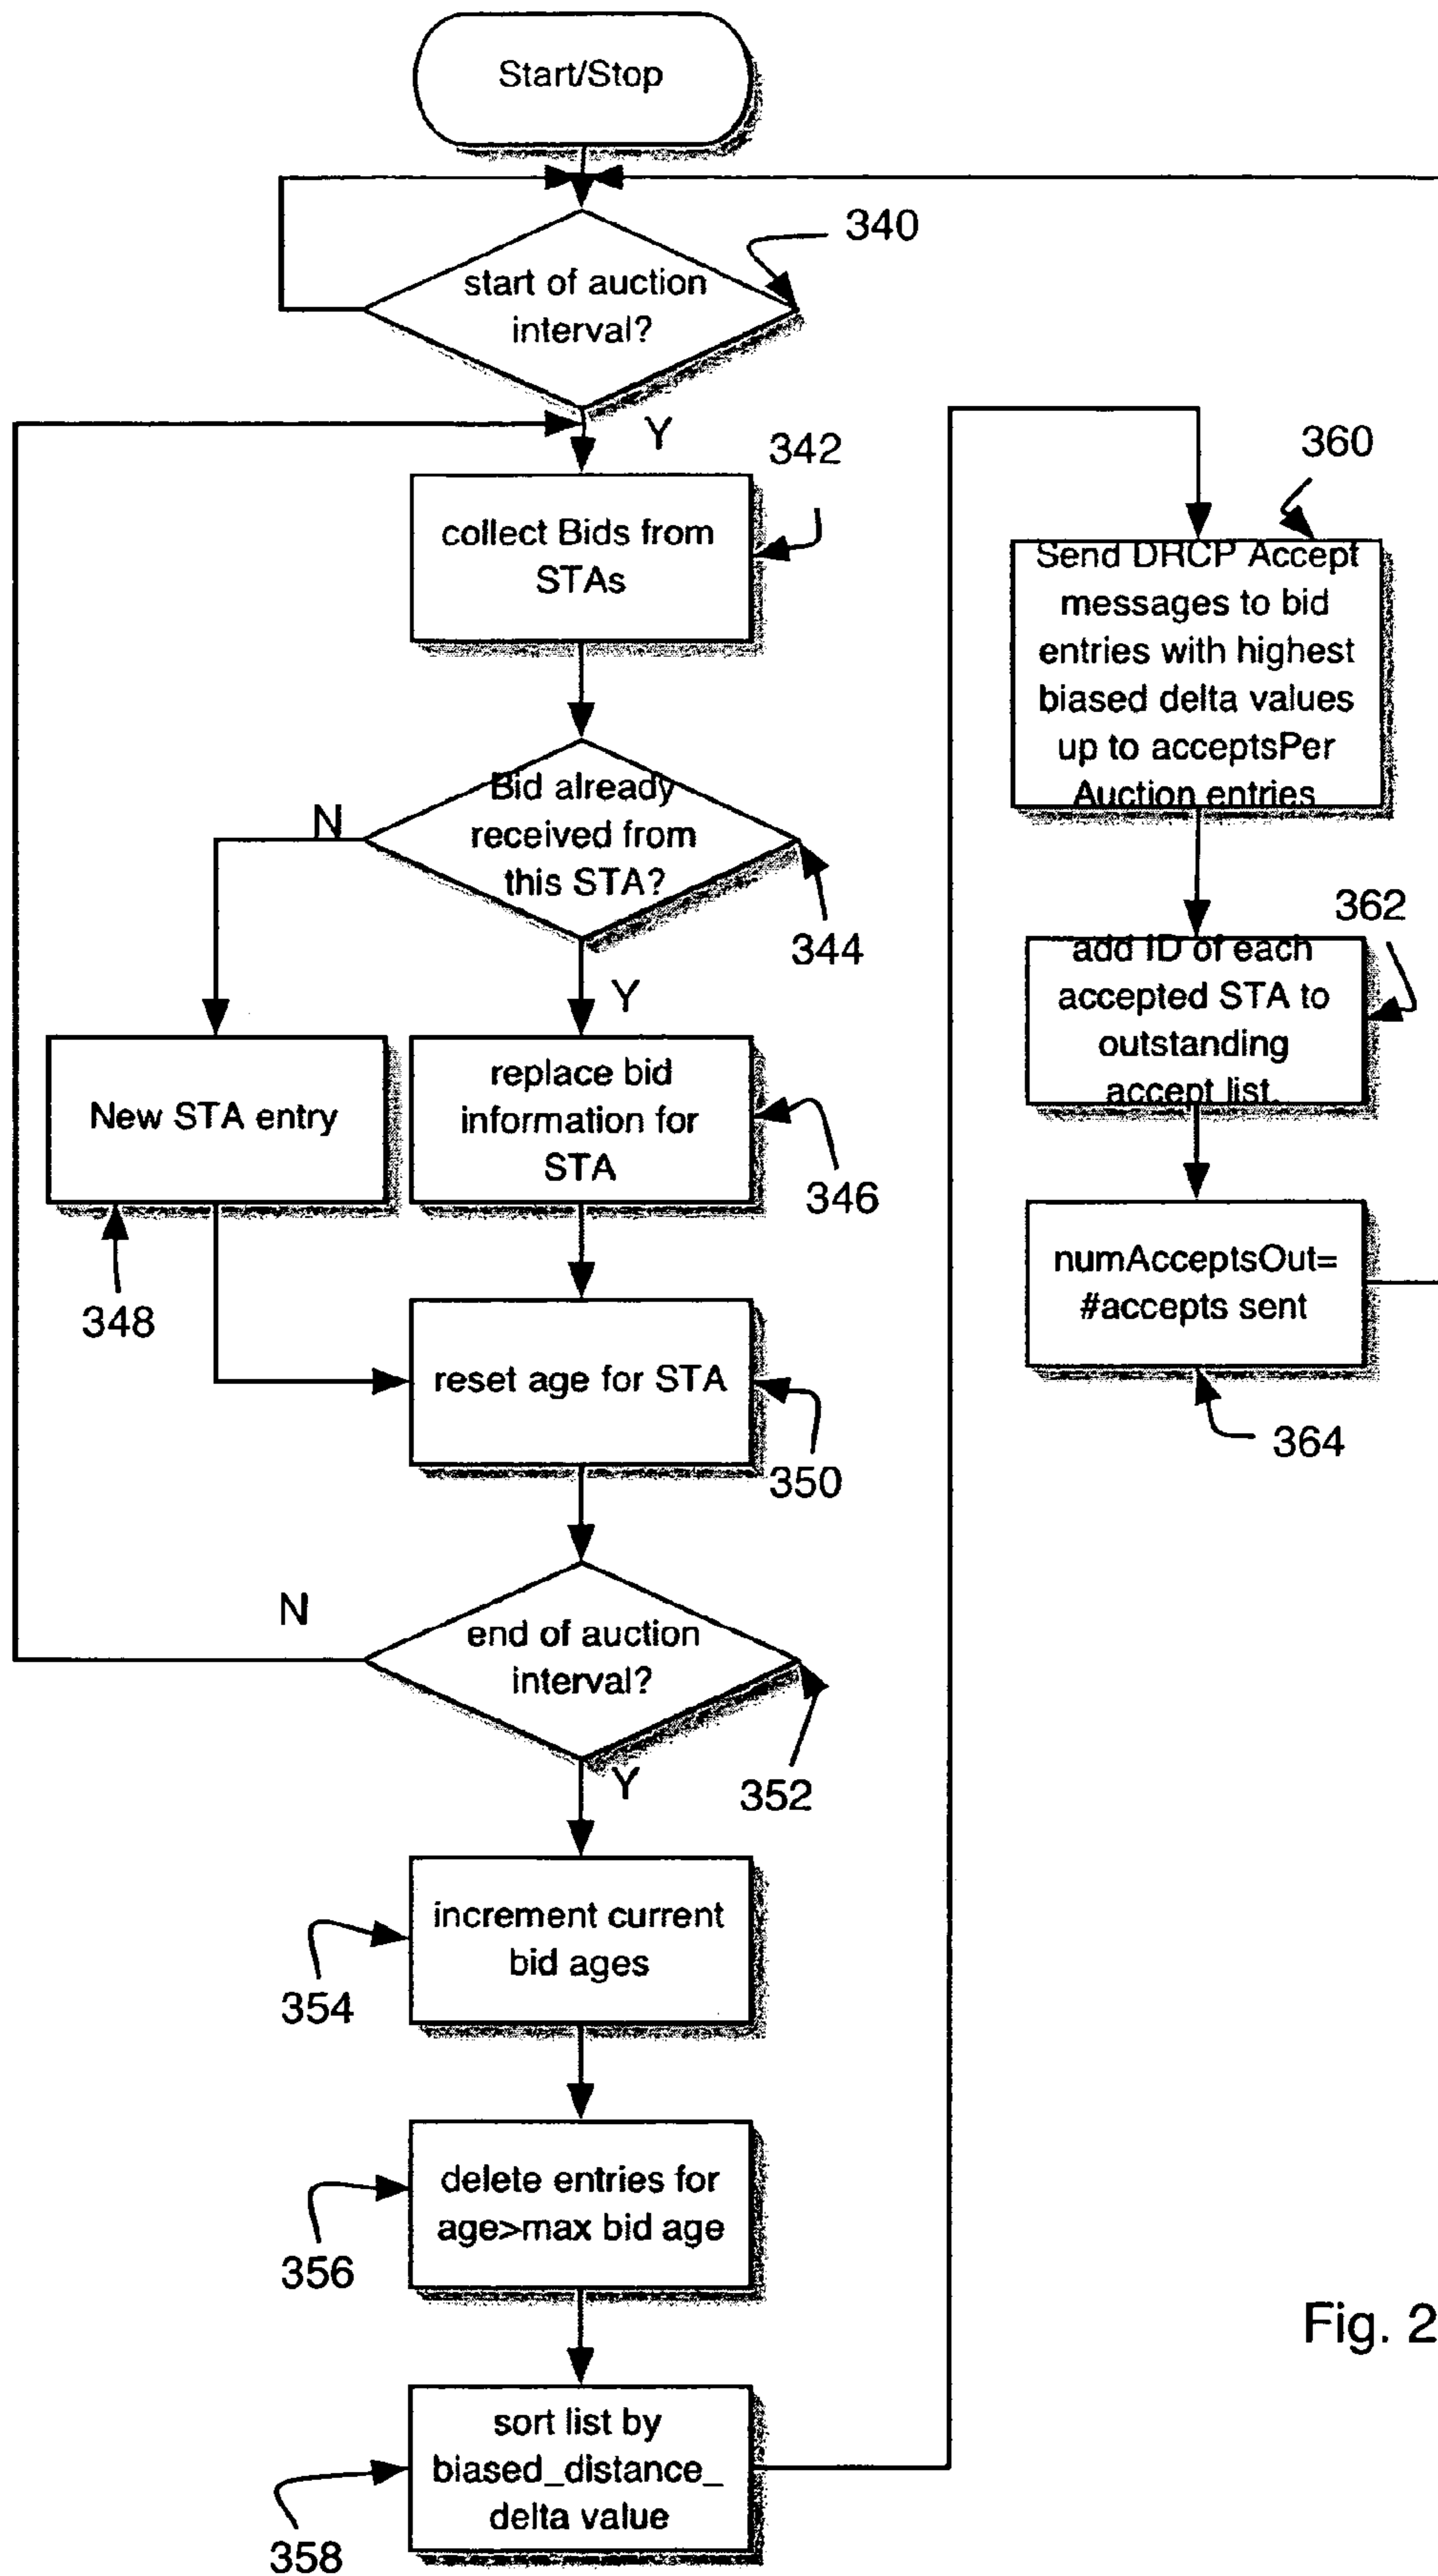 Start/Stop
340
start of auction
interval?
Y
342
collect Bids from
STAs
Bid already
received from
this STA?
N
344
Y
New STA entry
replace bid
information for
STA
346
348
reset age for STA
350
N
end of auction
interval?
352
Y
increment current
bid ages
354
delete entries for
age>max bid age
356
sort list by
biased_distance_
delta value
358
360
Send DRCP Accept
messages to bid
entries with highest
biased delta values
up to acceptsPer
Auction entries
362
add ID of each
accepted STA to
outstanding
accept list.
numAcceptsOut=
#accepts sent
364
Fig. 2